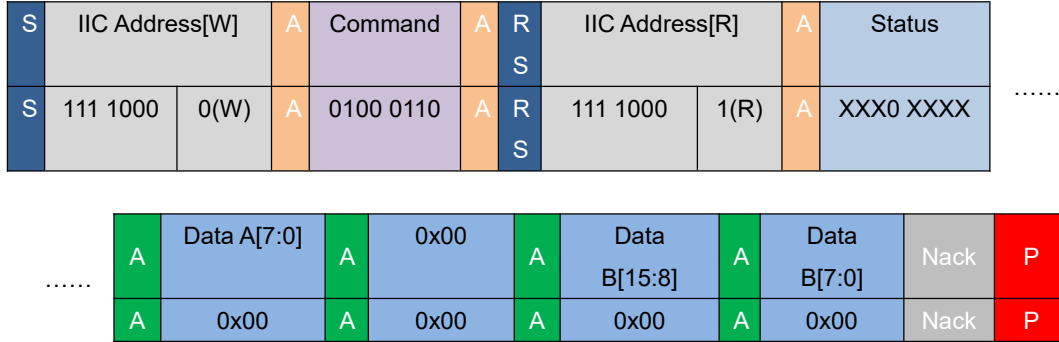 S IIC Address[W] A Command A R S IIC Address[R] A Status
S 111 1000 0(W) A 0100 0110 A R S 111 1000 1(R) A XXX0 XXXX
……
…… A Data A[7:0] A 0x00 A Data B[15:8] A Data B[7:0] Nack P
A 0x00 A 0x00 A 0x00 A 0x00 Nack P